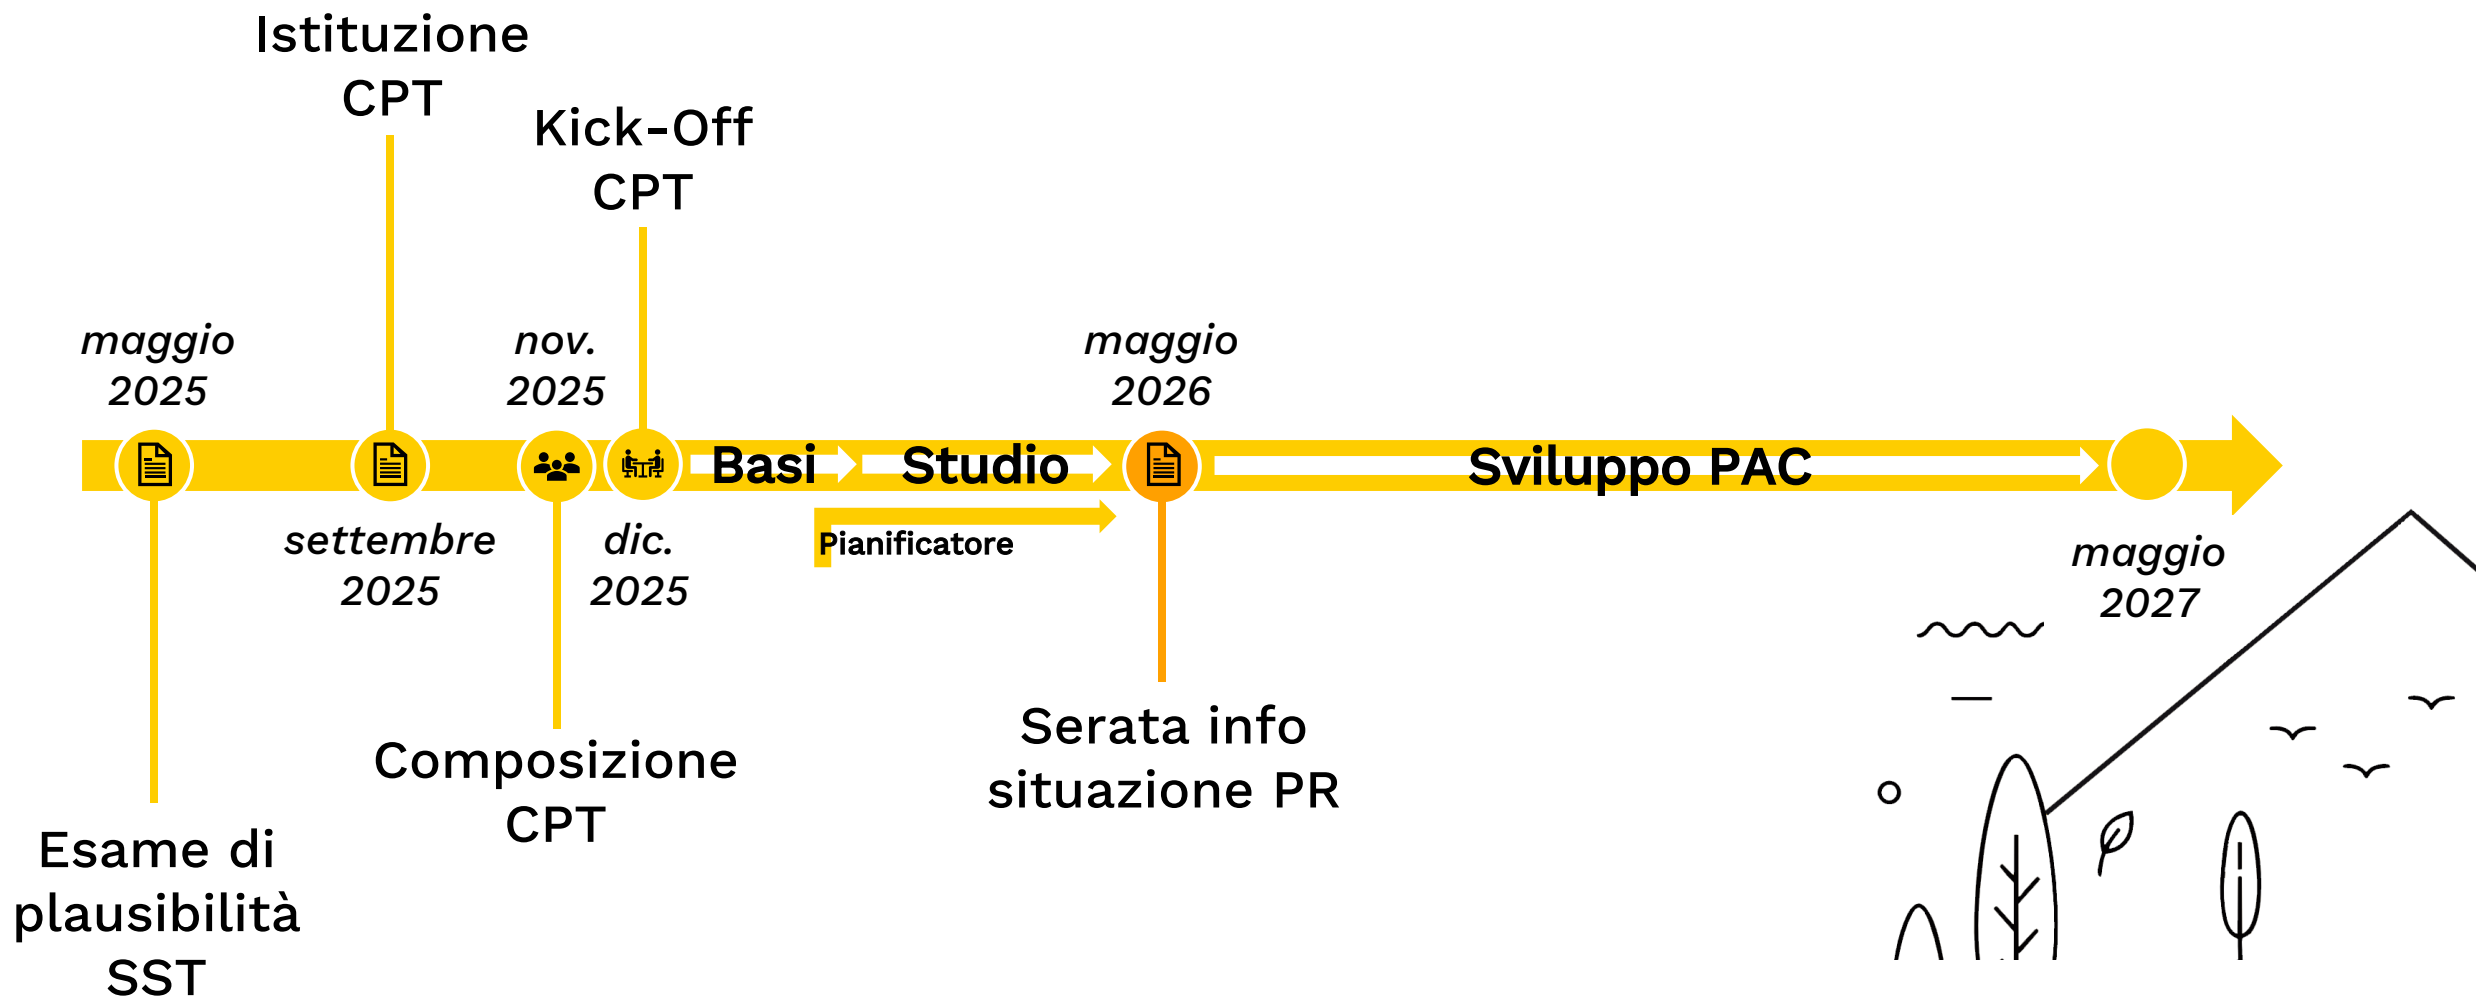 Istituzione
CPT
Kick-Off
CPT
maggio
2025
nov.
2025
maggio
2026
Basi
Studio
Sviluppo PAC
Pianificatore
settembre
2025
dic.
2025
maggio
2027
Serata info
situazione PR
Composizione
CPT
Esame di
plausibilità
SST